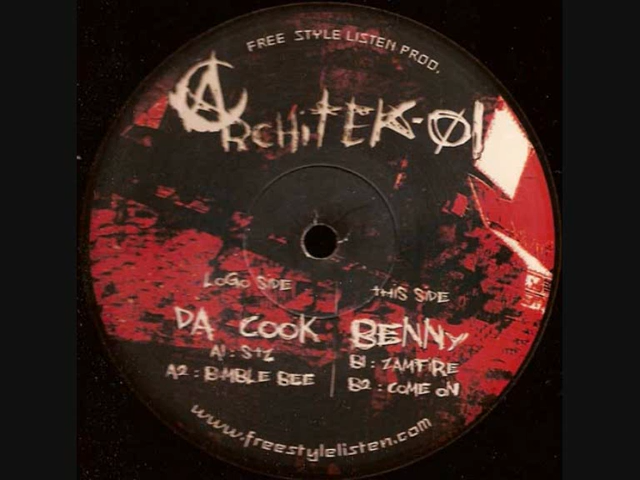 FREE STYLE LISTEN PROD.
ARCHITEK-Ø1
LOGO SIDE
THIS SIDE
DA COOK
BENNY
A1 : S+Z
B1 : ZAMFIRE
A2 : BUMBLE BEE
B2 : COME ON
www.freestylelisten.com